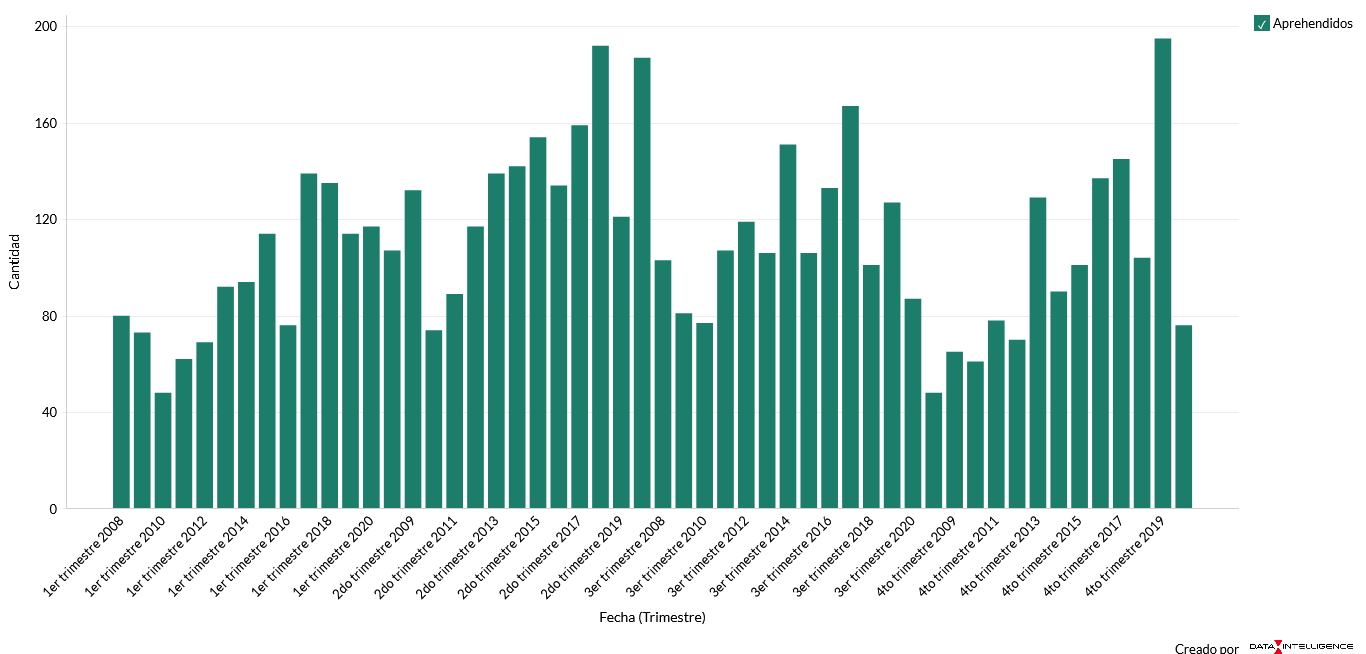 200
160
120
80
40
0
Cantidad
1er trimestre 2008
1er trimestre 2010
1er trimestre 2012
1er trimestre 2014
1er trimestre 2016
1er trimestre 2018
1er trimestre 2020
2do trimestre 2009
2do trimestre 2011
2do trimestre 2013
2do trimestre 2015
2do trimestre 2017
2do trimestre 2019
3er trimestre 2008
3er trimestre 2010
3er trimestre 2012
3er trimestre 2014
3er trimestre 2016
3er trimestre 2018
3er trimestre 2020
4to trimestre 2009
4to trimestre 2011
4to trimestre 2013
4to trimestre 2015
4to trimestre 2017
4to trimestre 2019
Fecha (Trimestre)
Aprehendidos
Creado por DATA INTELLIGENCE